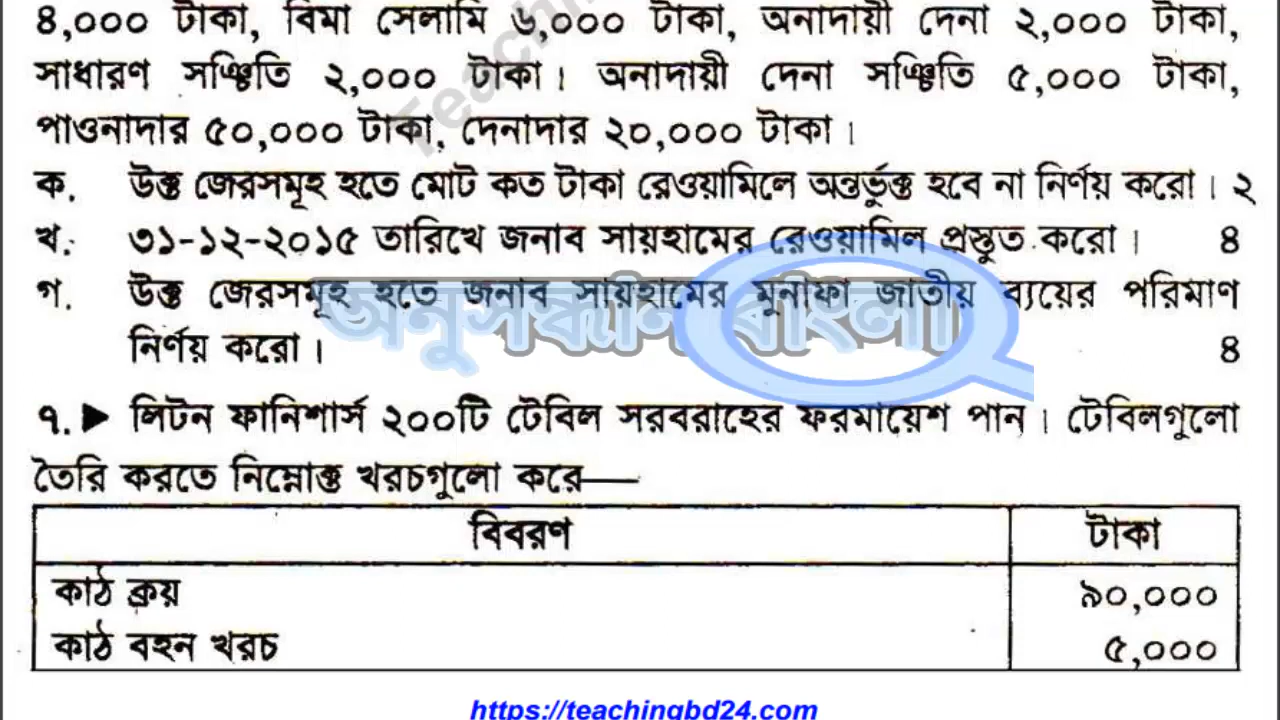 ৪,০০০ টাকা, বিমা সেলামি ৬,০০০ টাকা, অনাদায়ী দেনা ২,০০০ টাকা,
সাধারণ সঞ্চিতি ২,০০০ টাকা। অনাদায়ী দেনা সঞ্চিতি ৫,০০০ টাকা,
পাওনাদার ৫০,০০০ টাকা, দেনাদার ২০,০০০ টাকা।
ক. উক্ত জেরসমূহ হতে মোট কত টাকা রেওয়ামিলে অন্তর্ভুক্ত হবে না নির্ণয় করো। ২
খ. ৩১-১২-২০১৫ তারিখে জনাব সায়হামের রেওয়ামিল প্রস্তুত করো। ৪
গ. উক্ত জেরসমূহ হতে জনাব সায়হামের মুনাফা জাতীয় ব্যয়ের পরিমাণ
নির্ণয় করো। ৪
অনুসন্ধান বাংলা
৭. ▶ লিটন ফার্নিশার্স ২০০টি টেবিল সরবরাহের ফরমায়েশ পান। টেবিলগুলো
তৈরি করতে নিম্নোক্ত খরচগুলো করে—
বিবরণ টাকা
কাঠ ক্রয় ৯০,০০০
কাঠ বহন খরচ ৫,০০০
https://teachingbd24.com